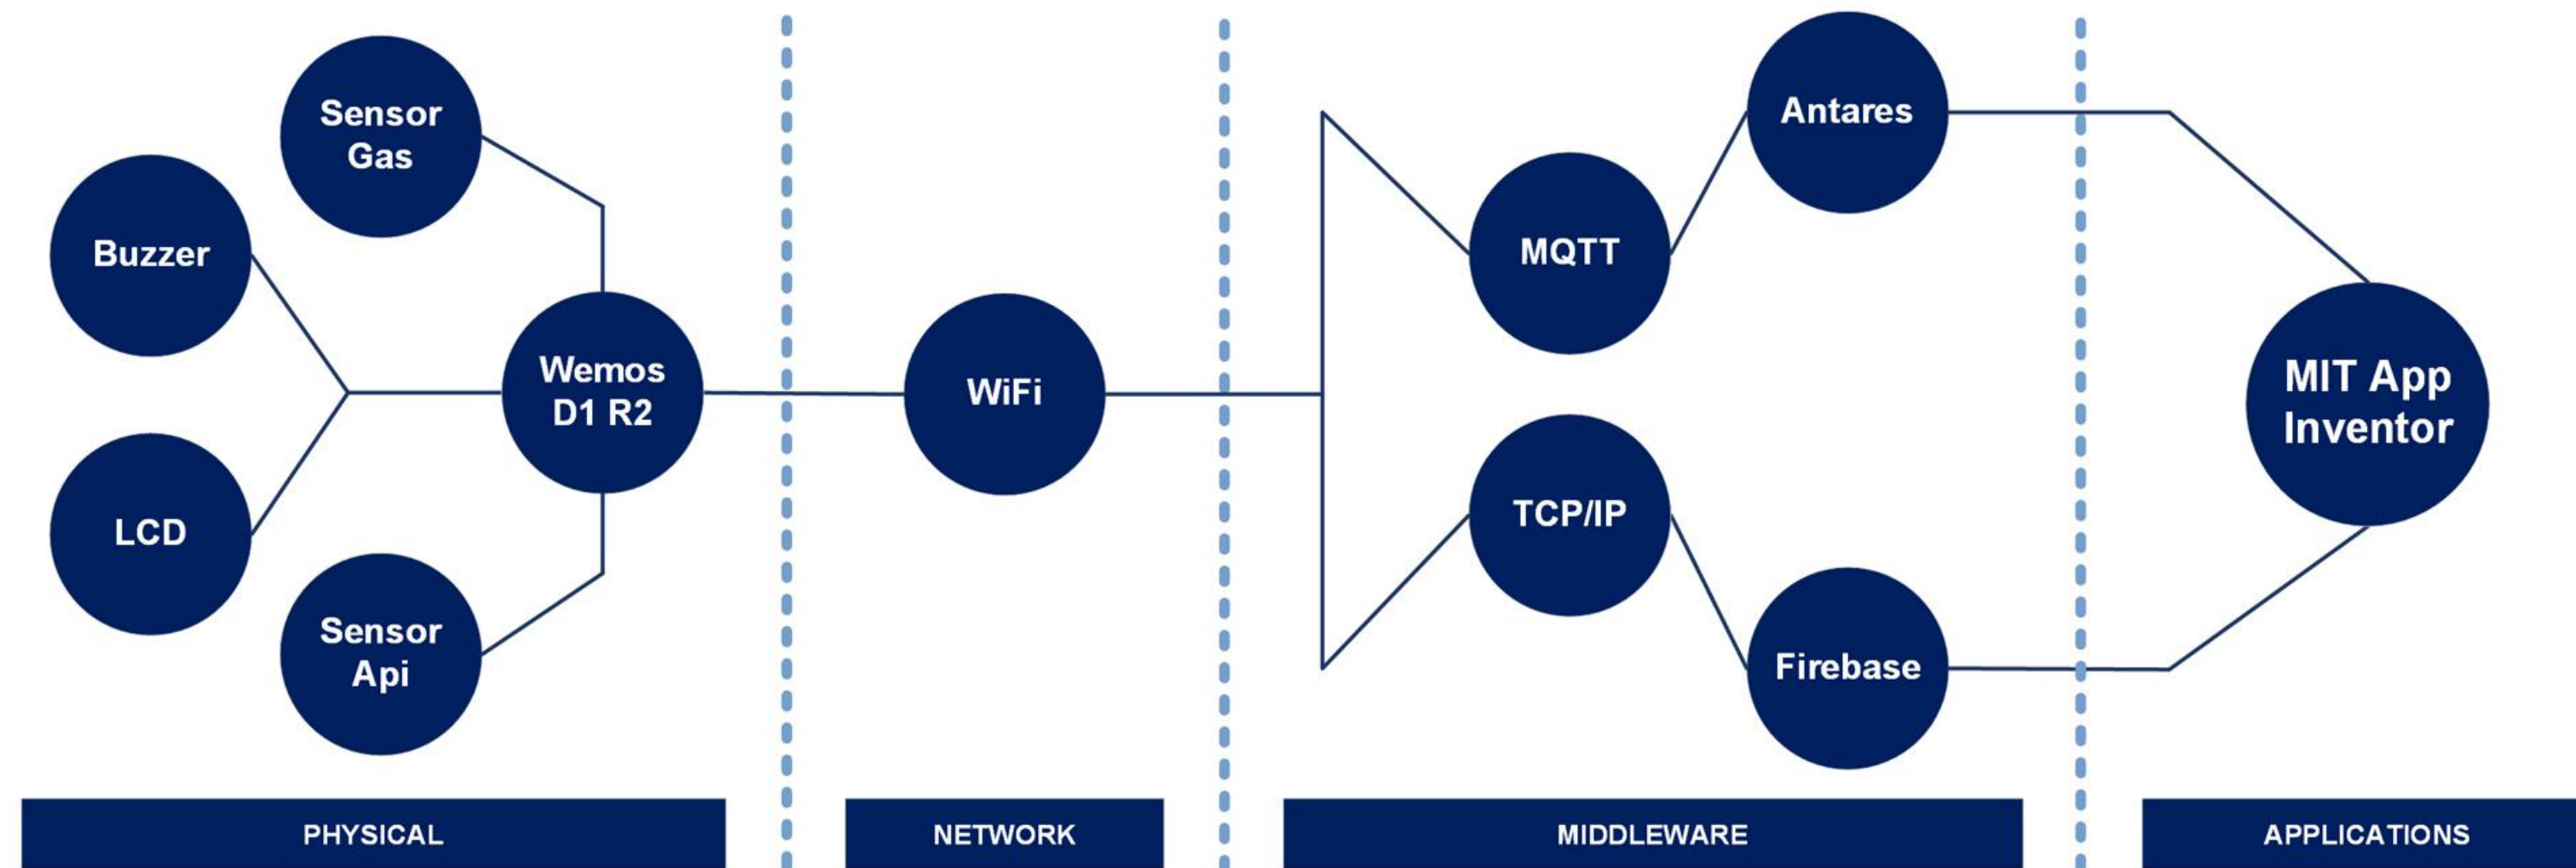 Sensor
Gas
Buzzer
LCD
Wemos
D1 R2
Sensor
Api
WiFi
MQTT
TCP/IP
Antares
Firebase
MIT App
Inventor
PHYSICAL
NETWORK
MIDDLEWARE
APPLICATIONS